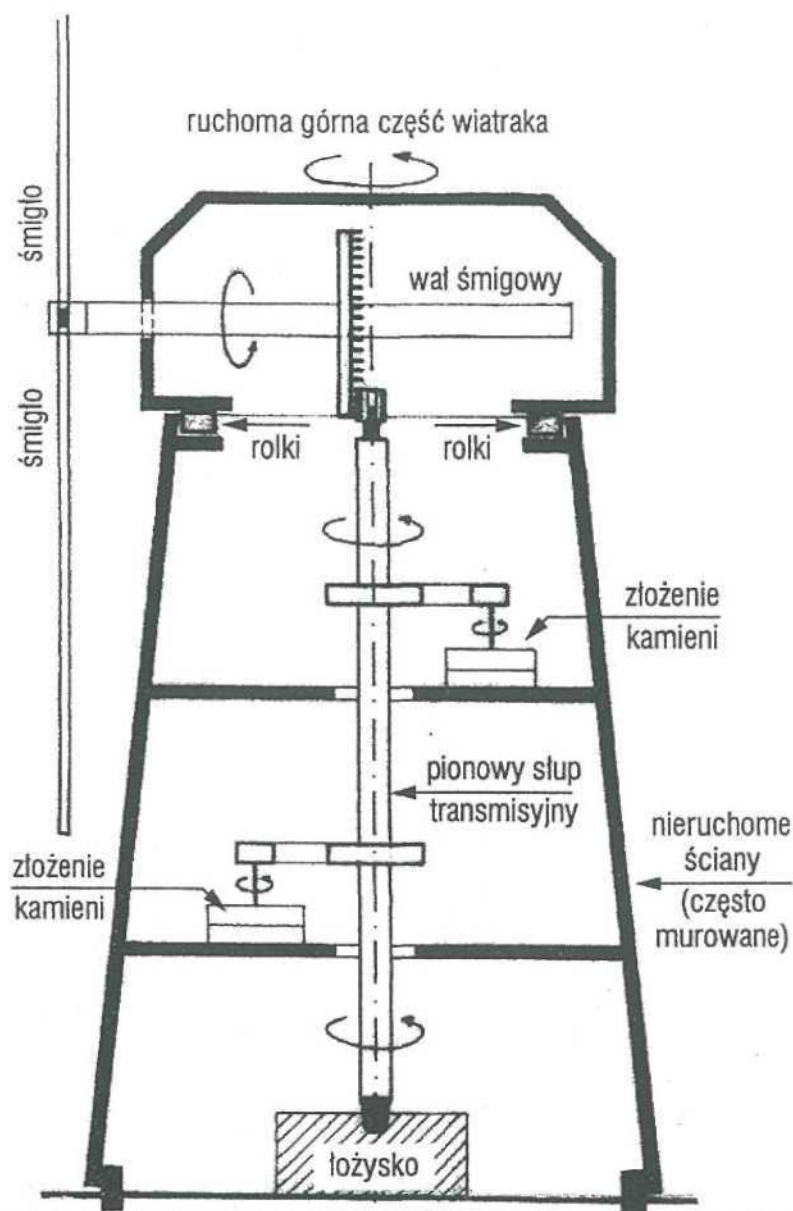 ruchoma górna część wiatraka
śmigło
wał śmigowy
śmigło
rolki
rolki
złożenie
kamieni
pionowy słup
transmisyjny
nieruchome
ściany
(często
murowane)
złożenie
kamieni
łożysko